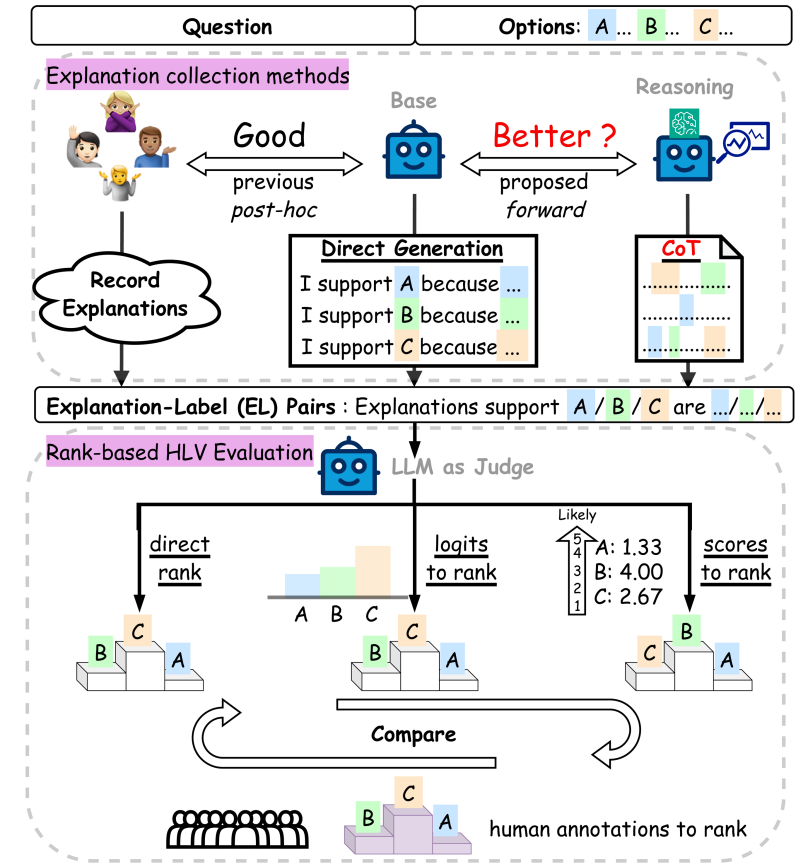 Question
Options: A ... B ... C ...
Explanation collection methods
Base
Reasoning
Good
Better ?
previous
post-hoc
proposed
forward
Record
Explanations
Direct Generation
I support A because ...
I support B because ...
I support C because ...
CoT
Explanation-Label (EL) Pairs : Explanations support A / B / C are .../.../...
Rank-based HLV Evaluation
LLM as Judge
direct
rank
logits
to rank
scores
to rank
Likely
5
4
3
2
1
A: 1.33
B: 4.00
C: 2.67
A B C
B C A
B C A
C B A
Compare
B C A
human annotations to rank